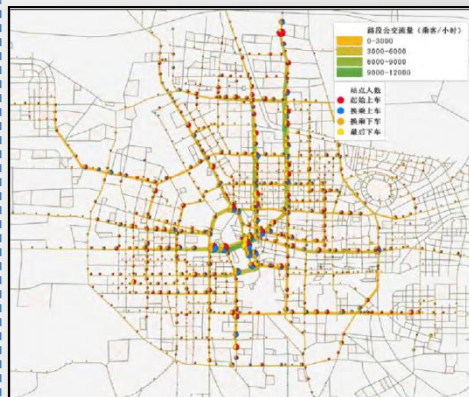 路段公交流量（乘客/小时）
0-3000
3000-6000
6000-9000
9000-12000
站点人数
起始上车
换乘上车
换乘下车
最后下车